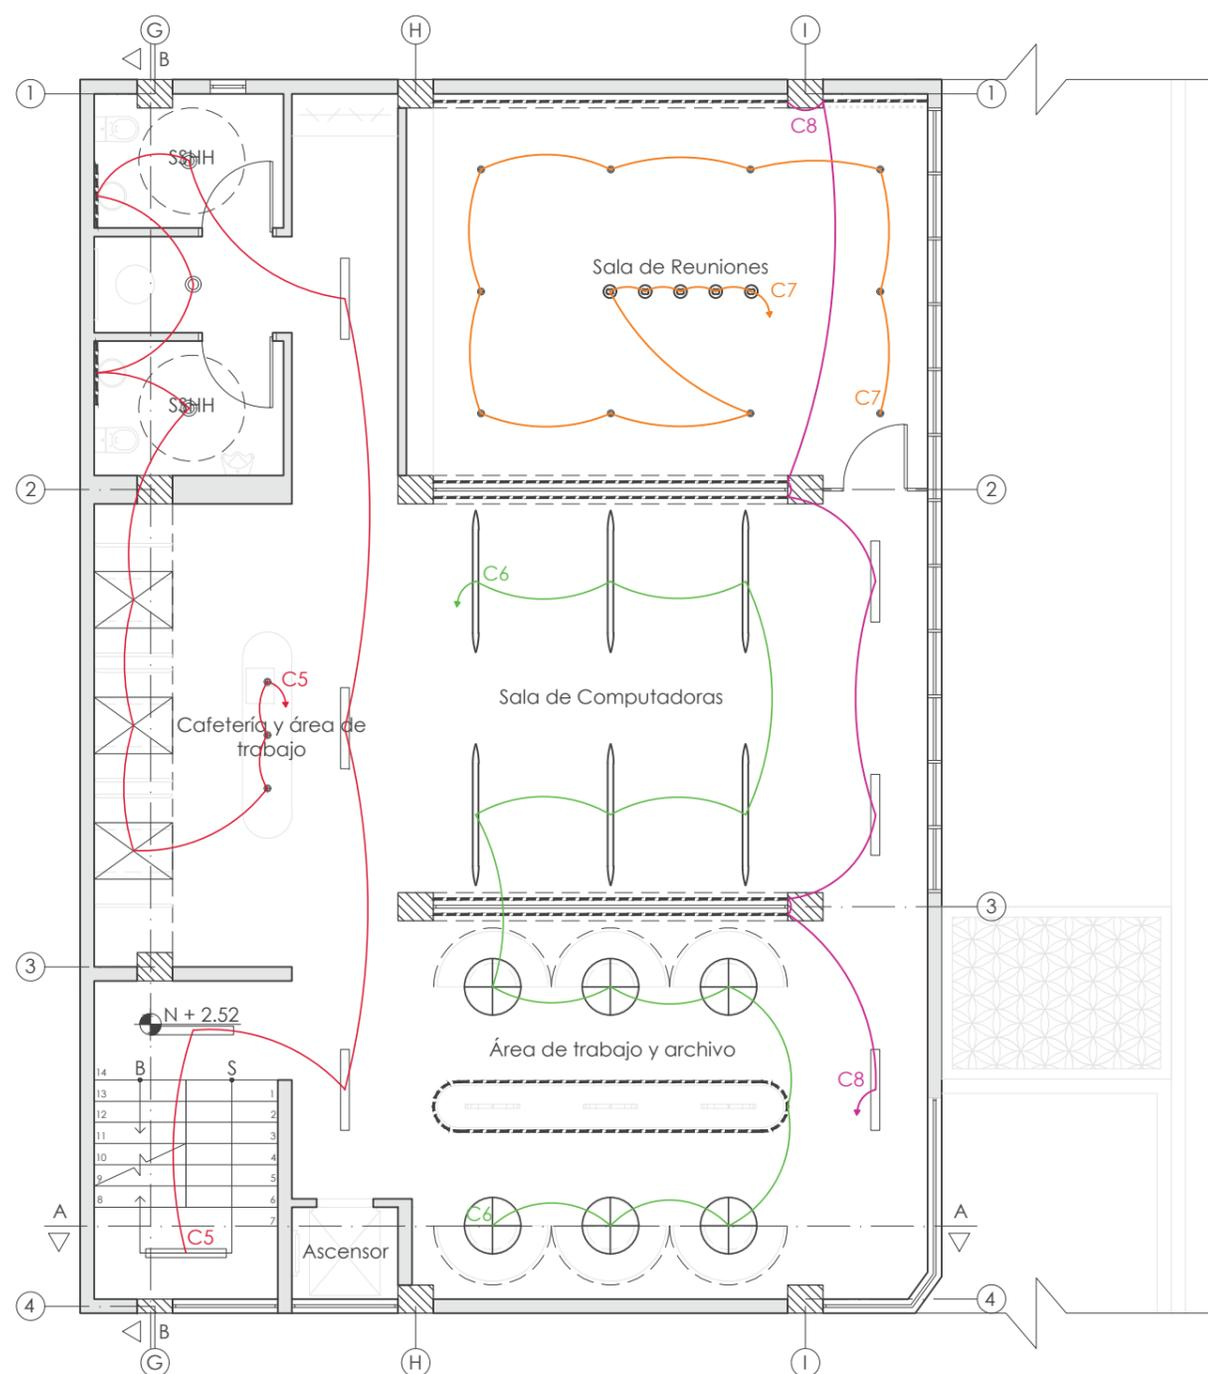 G
H
I
B
1
1
C8
SSHH
Sala de Reuniones
C7
C7
SSHH
2
2
C6
C5
Sala de Computadoras
Cafetería y área de
trabajo
3
3
N + 2.52
Área de trabajo y archivo
14
B
S
C8
13
1
12
2
11
3
10
4
9
5
8
6
7
A
A
C6
C5
Ascensor
4
4
B
G
H
I